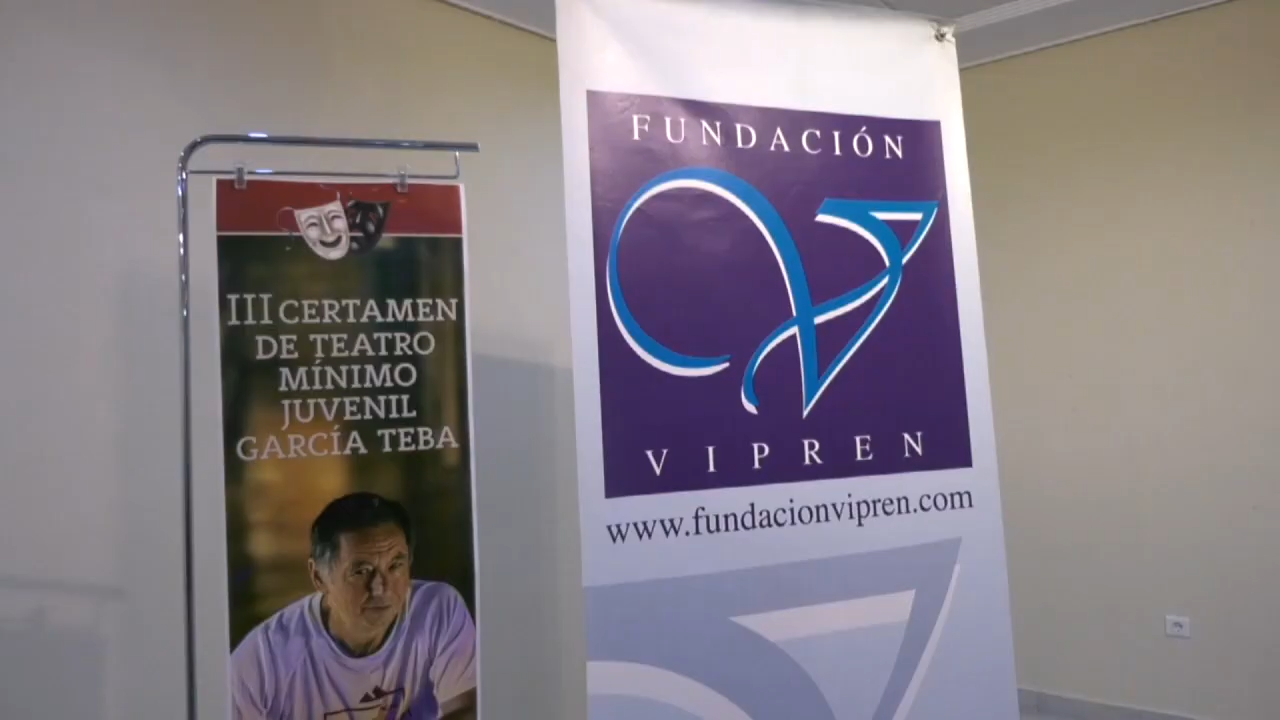 III CERTAMEN
DE TEATRO
MÍNIMO
JUVENIL
GARCÍA TEBA
FUNDACIÓN
VIPREN
www.fundacionvipren.com